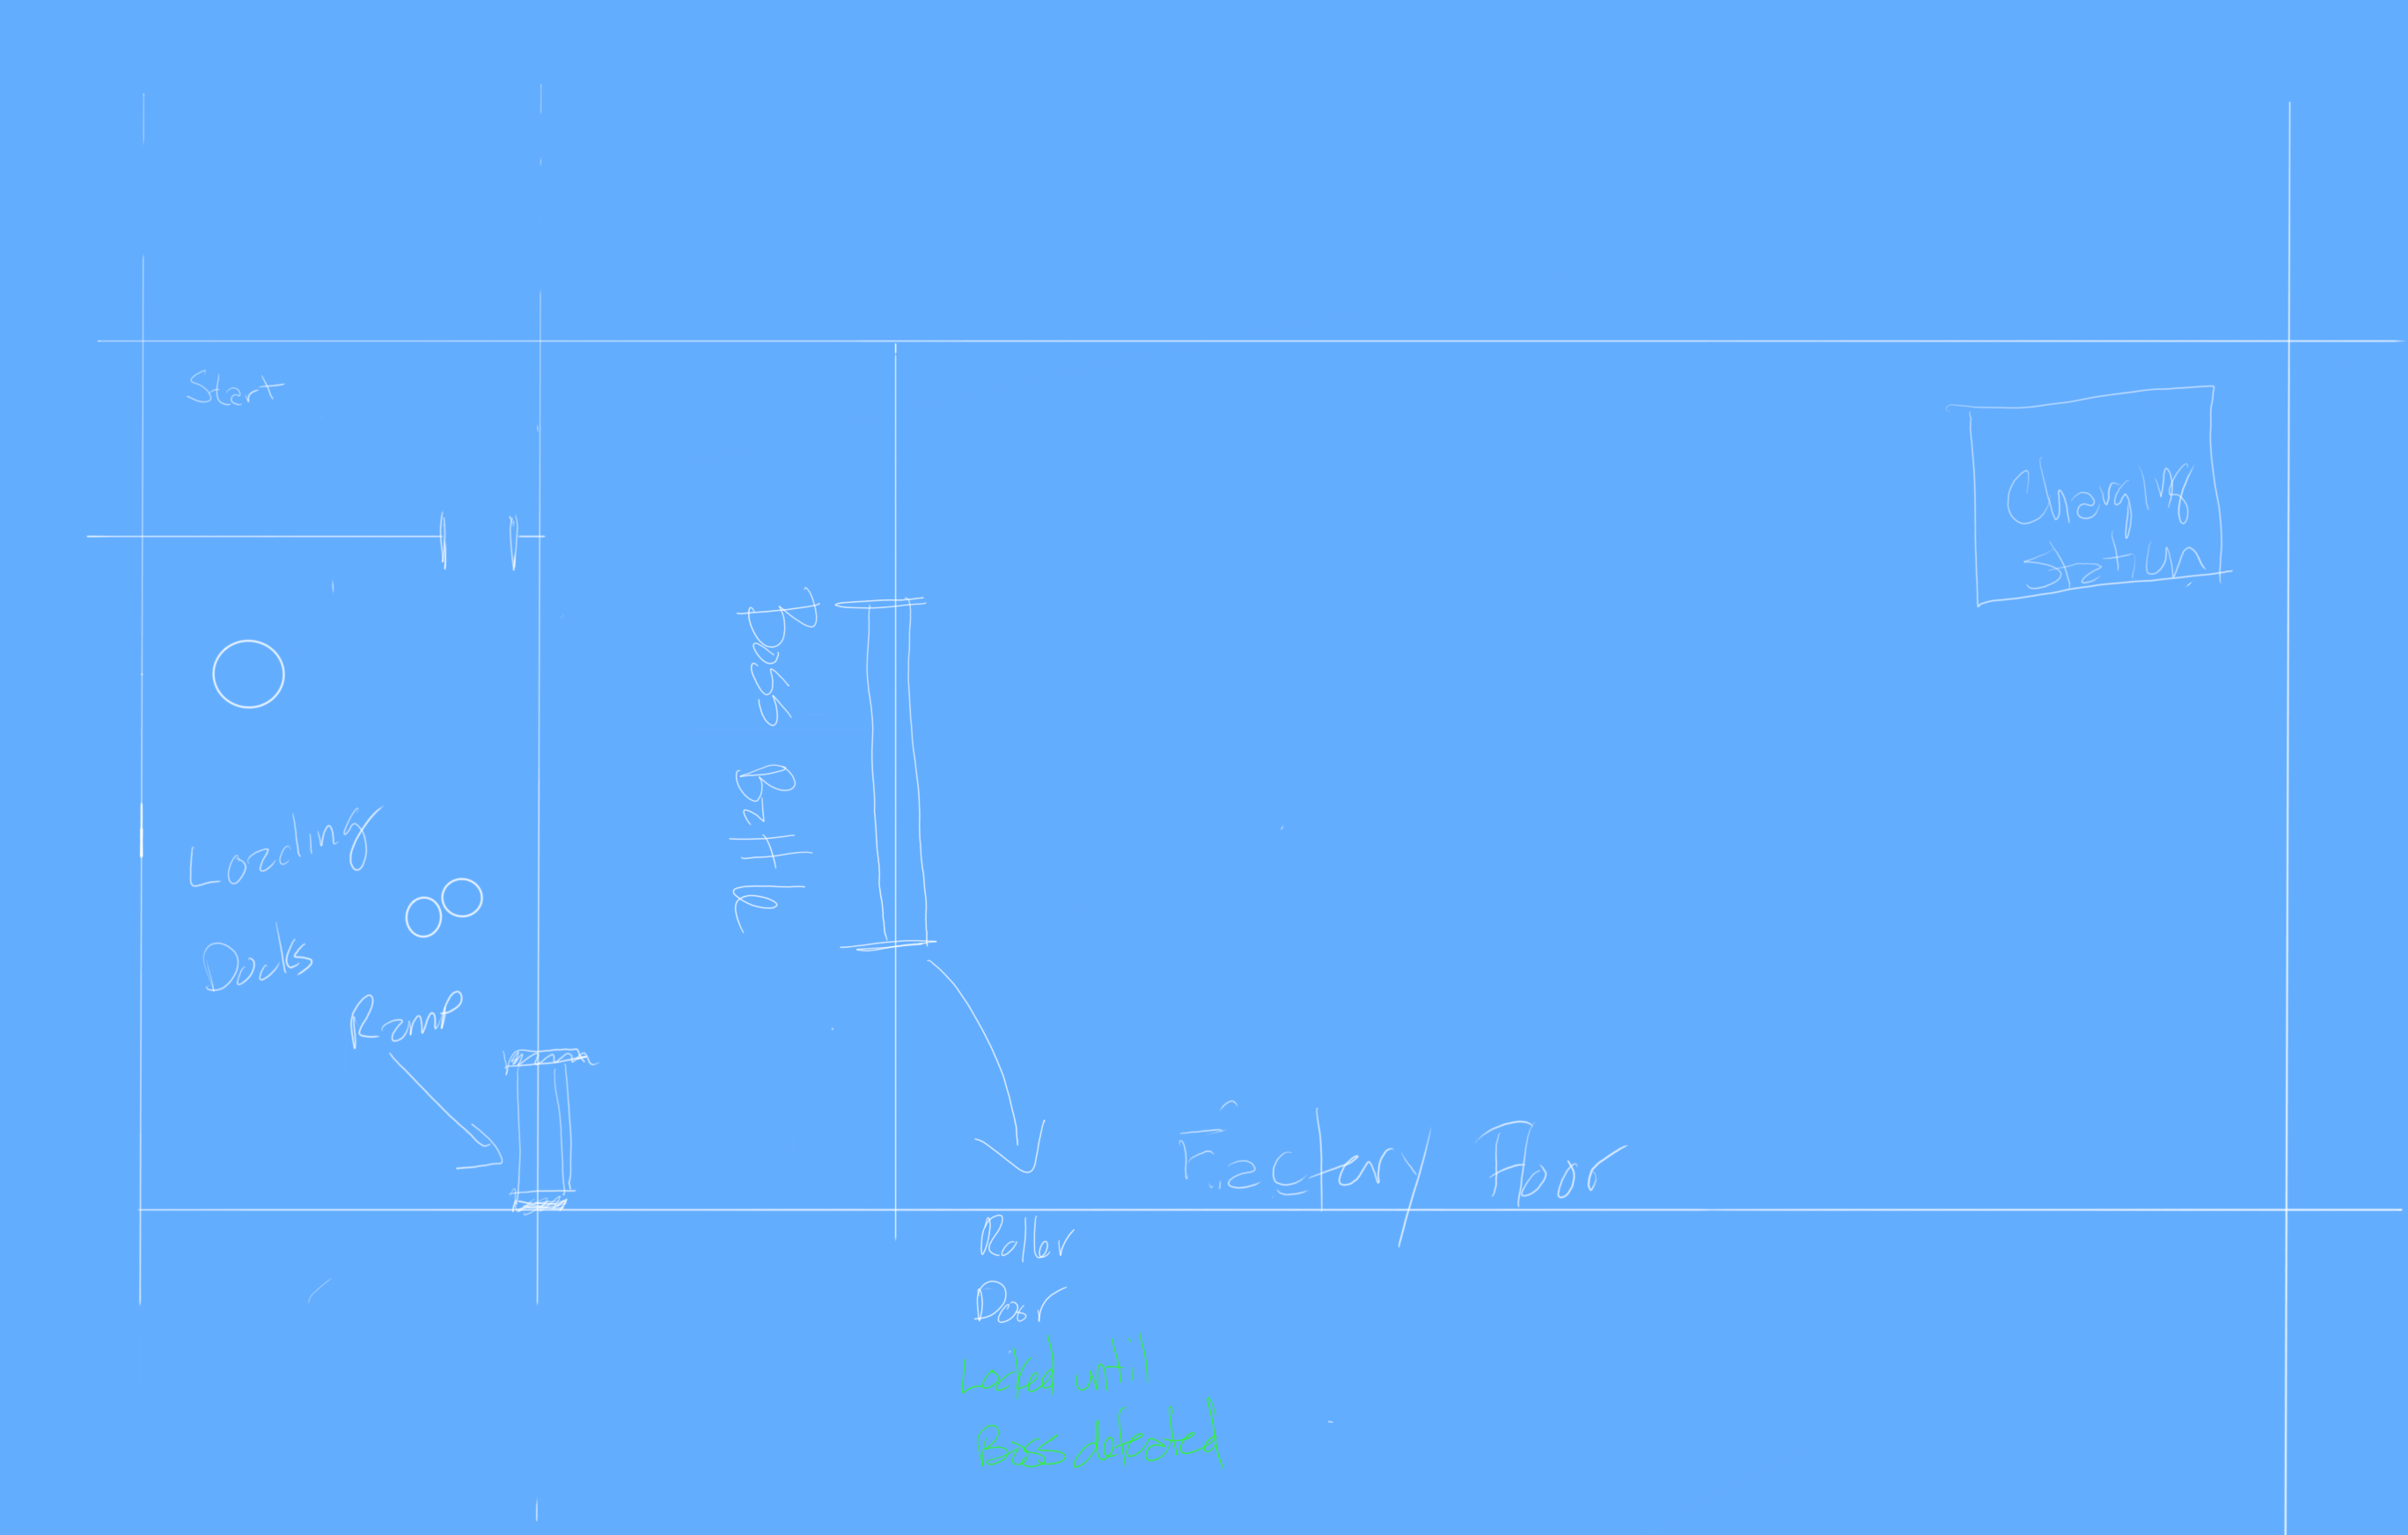 Start
Loading
Docks
Ramp
Boss Battle
Charging
Station
Factory Floor
Roller
Door
Locked until
Boss defeated